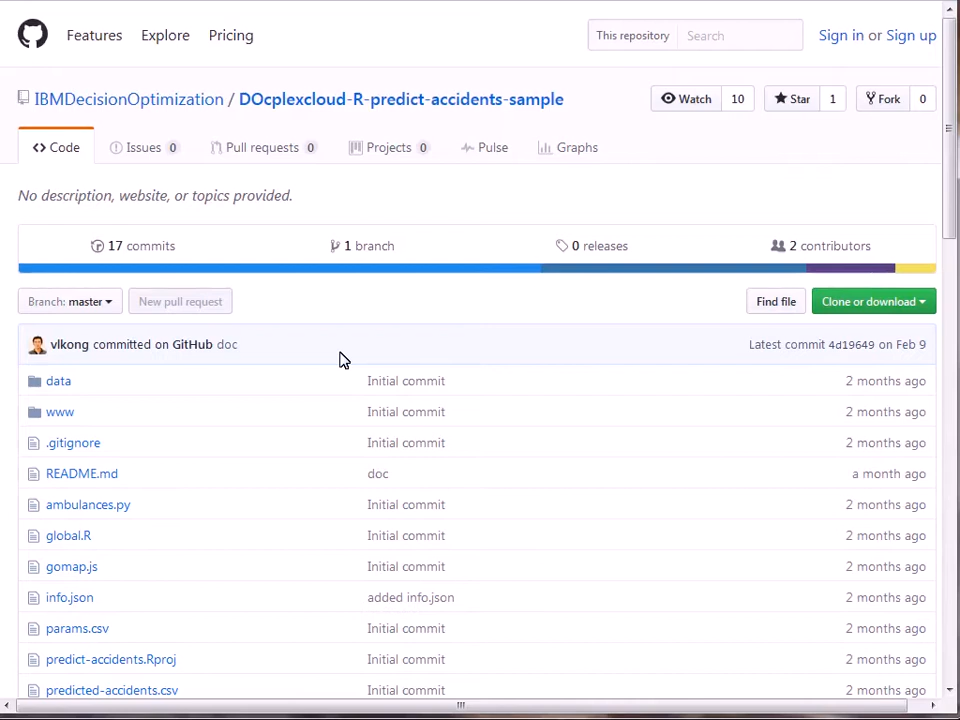 Features Explore Pricing This repository Search Sign in or Sign up
IBMDecisionOptimization / DOcplexcloud-R-predict-accidents-sample Watch 10 Star 1 Fork 0
Code Issues 0 Pull requests 0 Projects 0 Pulse Graphs
No description, website, or topics provided.
17 commits 1 branch 0 releases 2 contributors
Branch: master New pull request Find file Clone or download
vlkong committed on GitHub doc Latest commit 4d19649 on Feb 9
data Initial commit 2 months ago
www Initial commit 2 months ago
.gitignore Initial commit 2 months ago
README.md doc a month ago
ambulances.py Initial commit 2 months ago
global.R Initial commit 2 months ago
gomap.js Initial commit 2 months ago
info.json added info.json 2 months ago
params.csv Initial commit 2 months ago
predict-accidents.Rproj Initial commit 2 months ago
predicted-accidents.csv Initial commit 2 months ago